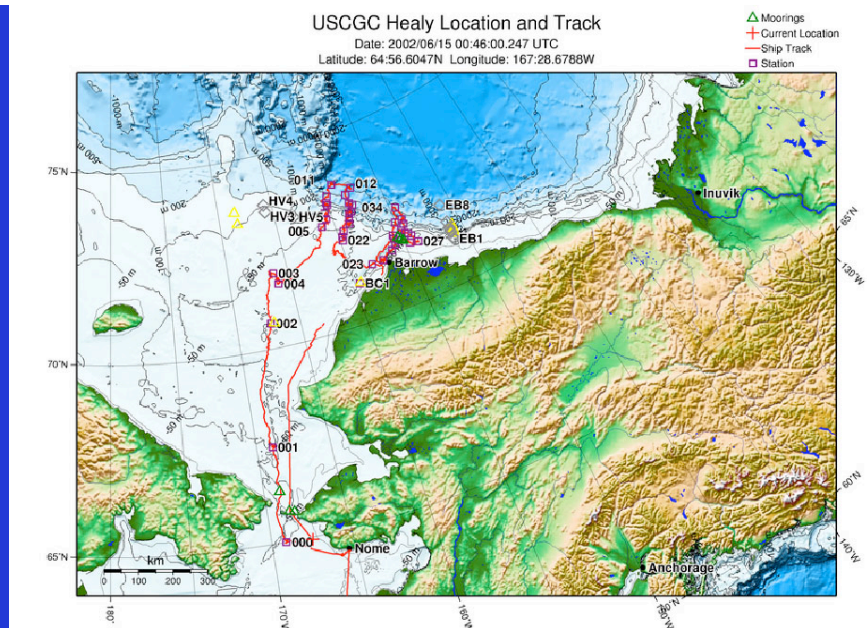 USCGC Healy Location and Track
Date: 2002/06/15 00:46:00.247 UTC
Latitude: 64:56.6047N Longitude: 167:28.6788W
Moorings
Current Location
Ship Track
Station
75°N
70°N
65°N
011
012
HV4
HV3 HV5
034
005
022
EB8
EB1
027
023
Barrow
BC1
003
004
002
001
000
Nome
Inuvik
Anchorage
65°N
130°W
60°N
140°W
150°W
160°W
170°W
180°
-1000 m
200 m
-50 m
-50 m
-50 m
-50 m
km
0 100 200 300